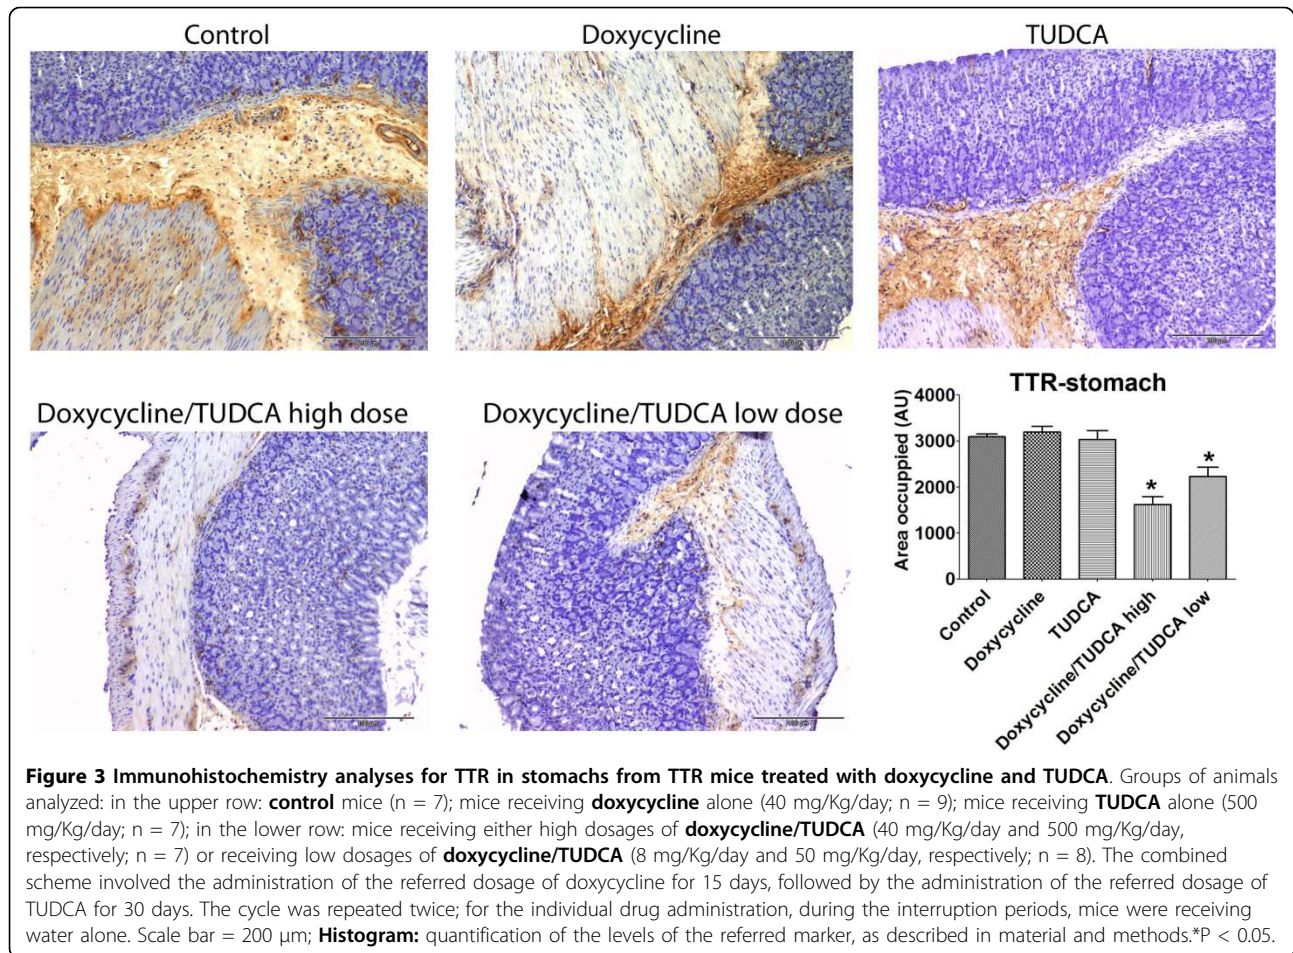 Control
Doxycycline
TUDCA
Doxycycline/TUDCA high dose
Doxycycline/TUDCA low dose
TTR-stomach
Area occuppied (AU)
4000
3000
2000
1000
0
*
*
Control
Doxycycline
TUDCA
Doxycycline/TUDCA high
Doxycycline/TUDCA low
Figure 3 Immunohistochemistry analyses for TTR in stomachs from TTR mice treated with doxycycline and TUDCA. Groups of animals
analyzed: in the upper row: control mice (n = 7); mice receiving doxycycline alone (40 mg/Kg/day; n = 9); mice receiving TUDCA alone (500
mg/Kg/day; n = 7); in the lower row: mice receiving either high dosages of doxycycline/TUDCA (40 mg/Kg/day and 500 mg/Kg/day,
respectively; n = 7) or receiving low dosages of doxycycline/TUDCA (8 mg/Kg/day and 50 mg/Kg/day, respectively; n = 8). The combined
scheme involved the administration of the referred dosage of doxycycline for 15 days, followed by the administration of the referred dosage of
TUDCA for 30 days. The cycle was repeated twice; for the individual drug administration, during the interruption periods, mice were receiving
water alone. Scale bar = 200 μm; Histogram: quantification of the levels of the referred marker, as described in material and methods.*P < 0.05.